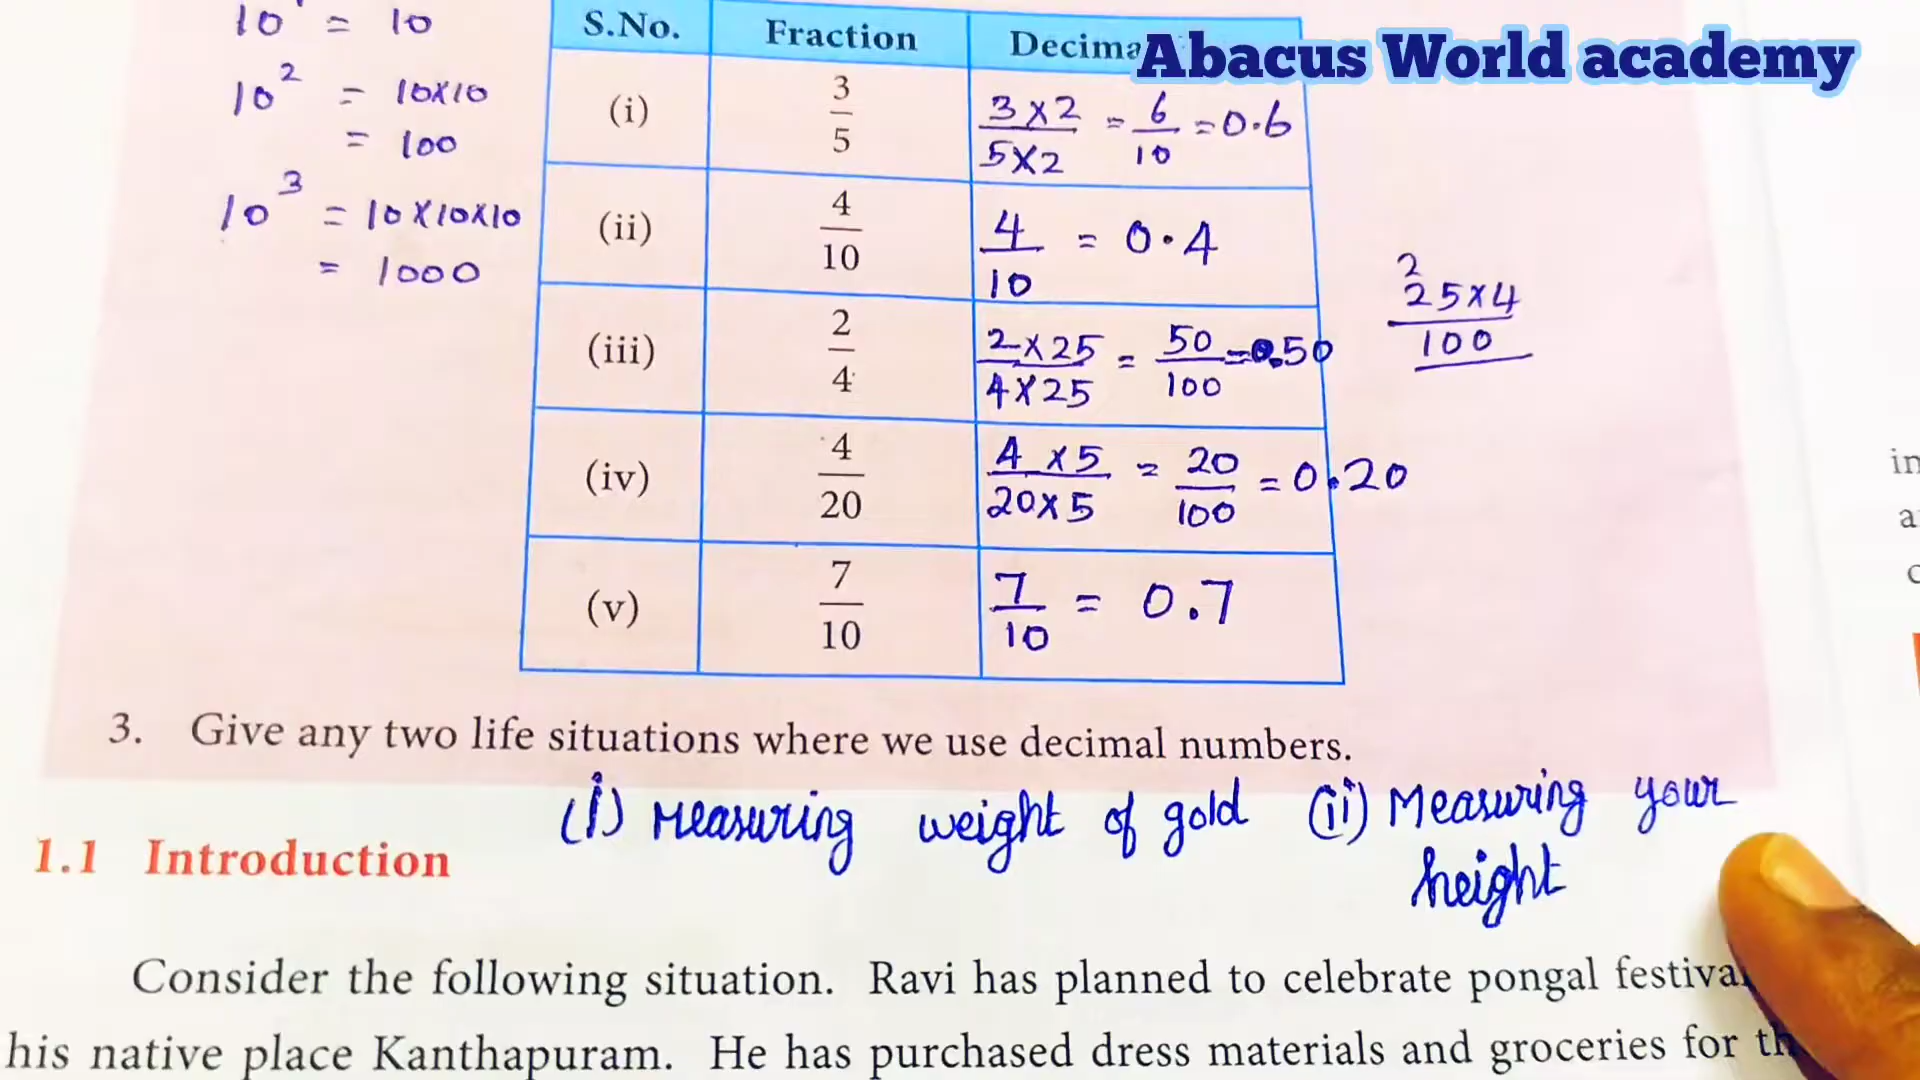 10 = 10
10² = 10×10
= 100
10³ = 10×10×10
= 1000
S.No. Fraction Decima
Abacus World academy
(i) 3/5 3×2/5×2 = 6/10 = 0.6
(ii) 4/10 4/10 = 0.4
(iii) 2/4 2×25/4×25 = 50/100 = 0.50
2
25×4
100
(iv) 4/20 4×5/20×5 = 20/100 = 0.20
(v) 7/10 7/10 = 0.7
3. Give any two life situations where we use decimal numbers.
(i) Measuring weight of gold (ii) Measuring your
height
1.1 Introduction
Consider the following situation. Ravi has planned to celebrate pongal festival
his native place Kanthapuram. He has purchased dress materials and groceries for th
in